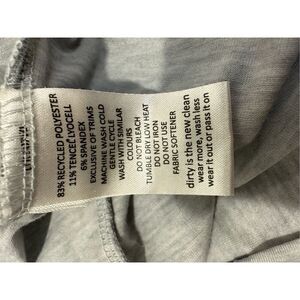 83% RECYCLED POLYESTER
11% TENCEL LYOCELL
6% SPANDEX
EXCLUSIVE OF TRIMS
MACHINE WASH COLD
GENTLE CYCLE
WASH WITH SIMILAR
COLOURS
DO NOT BLEACH
TUMBLE DRY LOW HEAT
DO NOT IRON
DO NOT USE
FABRIC SOFTENER
dirty is the new clean
wear more, wash less
wear it out or pass it on